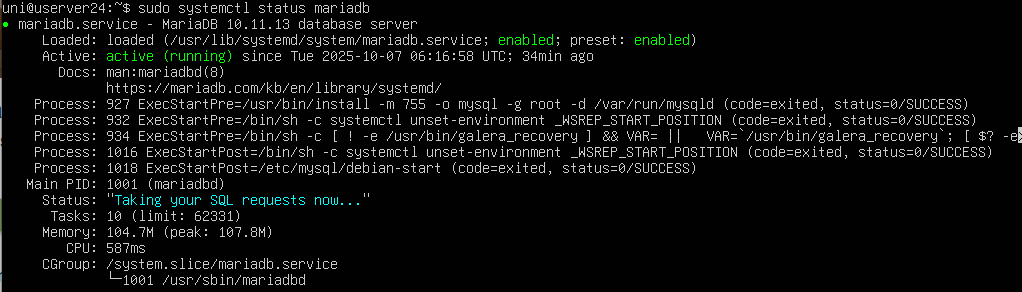 uni@userver24:~$ sudo systemctl status mariadb
● mariadb.service - MariaDB 10.11.13 database server
Loaded: loaded (/usr/lib/systemd/system/mariadb.service; enabled; preset: enabled)
Active: active (running) since Tue 2025-10-07 06:16:58 UTC; 34min ago
Docs: man:mariadbd(8)
https://mariadb.com/kb/en/library/systemd/
Process: 927 ExecStartPre=/usr/bin/install -m 755 -o mysql -g root -d /var/run/mysqld (code=exited, status=0/SUCCESS)
Process: 932 ExecStartPre=/bin/sh -c systemctl unset-environment _WSREP_START_POSITION (code=exited, status=0/SUCCESS)
Process: 934 ExecStartPre=/bin/sh -c [ ! -e /usr/bin/galera_recovery ] && VAR= || VAR=`/usr/bin/galera_recovery`; [ $? -e>
Process: 1016 ExecStartPost=/bin/sh -c systemctl unset-environment _WSREP_START_POSITION (code=exited, status=0/SUCCESS)
Process: 1018 ExecStartPost=/etc/mysql/debian-start (code=exited, status=0/SUCCESS)
Main PID: 1001 (mariadbd)
Status: "Taking your SQL requests now..."
Tasks: 10 (limit: 62331)
Memory: 104.7M (peak: 107.8M)
CPU: 587ms
CGroup: /system.slice/mariadb.service
└─1001 /usr/sbin/mariadbd